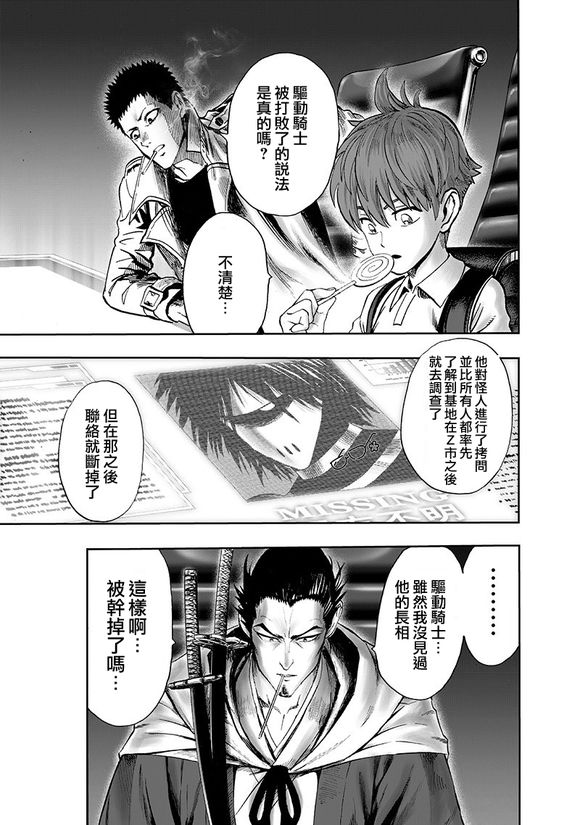 驅動騎士
被打敗了的說法
是真的嗎?
不清楚…
他對怪人進行了拷問
並比所有人都率先
了解到基地在Z市之後
就去調查了
但在那之後
聯絡就斷掉了
MISSING
………
驅動騎士…
雖然我沒見過
他的長相
這樣啊…
被幹掉了嗎…